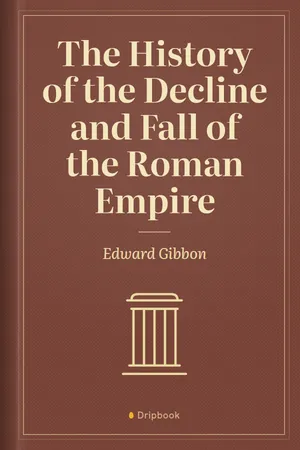 The History
of the Decline
and Fall of
the Roman
Empire
Edward Gibbon
Dripbook